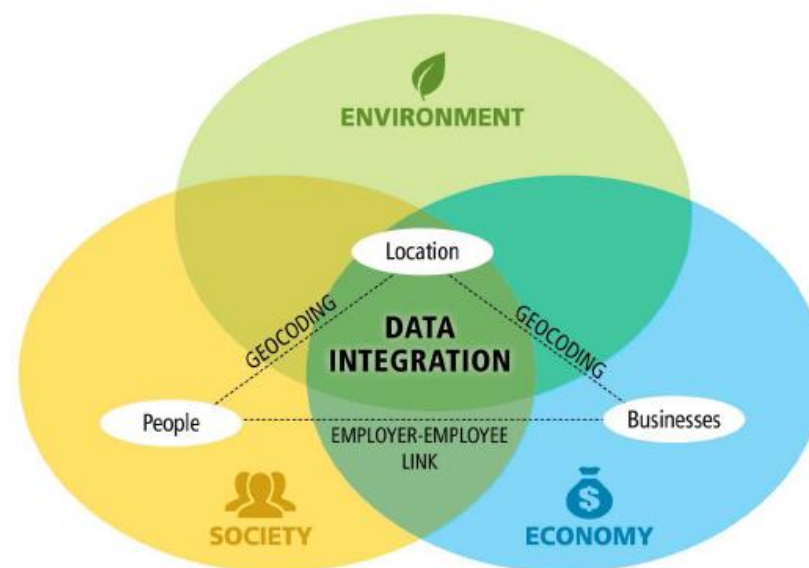 ENVIRONMENT
Location
GEOCODING
GEOCODING
DATA
INTEGRATION
People
Businesses
EMPLOYER-EMPLOYEE
LINK
$
SOCIETY
ECONOMY